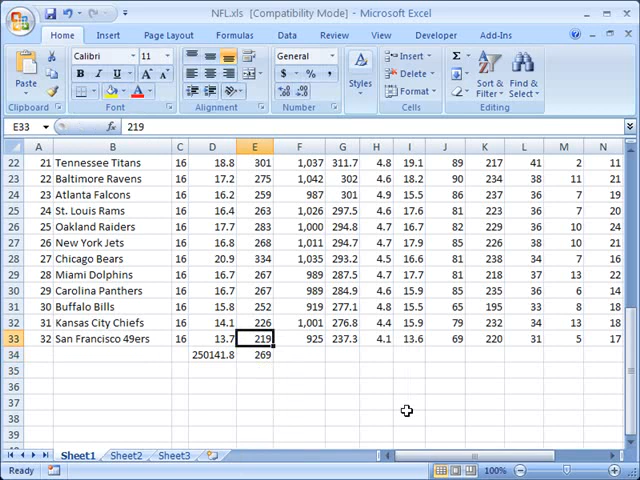 NFL.xls [Compatibility Mode] - Microsoft Excel
Home Insert Page Layout Formulas Data Review View Developer Add-Ins
Calibri 11 General Insert Σ
Paste B I U A A $ % , Styles Delete Sort & Filter Find & Select
Format
Clipboard Font Alignment Number Cells Editing
E33 fx 219
A B C D E F G H I J K L M N
22 21 Tennessee Titans 16 18.8 301 1,037 311.7 4.8 19.1 89 217 41 2 11
23 22 Baltimore Ravens 16 17.2 275 1,042 302 4.6 18.2 90 234 38 11 21
24 23 Atlanta Falcons 16 16.2 259 987 301 4.9 15.5 86 237 36 7 19
25 24 St. Louis Rams 16 16.4 263 1,026 297.5 4.6 17.6 81 223 36 7 20
26 25 Oakland Raiders 16 17.7 283 1,000 294.8 4.7 16.7 82 229 36 10 24
27 26 New York Jets 16 16.8 268 1,011 294.7 4.7 17.9 85 226 38 10 21
28 27 Chicago Bears 16 20.9 334 1,035 293.2 4.5 16.6 81 238 34 7 16
29 28 Miami Dolphins 16 16.7 267 989 287.5 4.7 17.1 81 218 37 13 22
30 29 Carolina Panthers 16 16.7 267 989 284.9 4.6 15.9 85 235 36 6 14
31 30 Buffalo Bills 16 15.8 252 919 277.1 4.8 15.5 65 195 33 8 18
32 31 Kansas City Chiefs 16 14.1 226 1,001 276.8 4.4 15.9 79 232 34 13 18
33 32 San Francisco 49ers 16 13.7 219 925 237.3 4.1 13.6 69 220 31 5 17
34 250141.8 269
35
36
37
38
39
Sheet1 Sheet2 Sheet3
Ready 100%